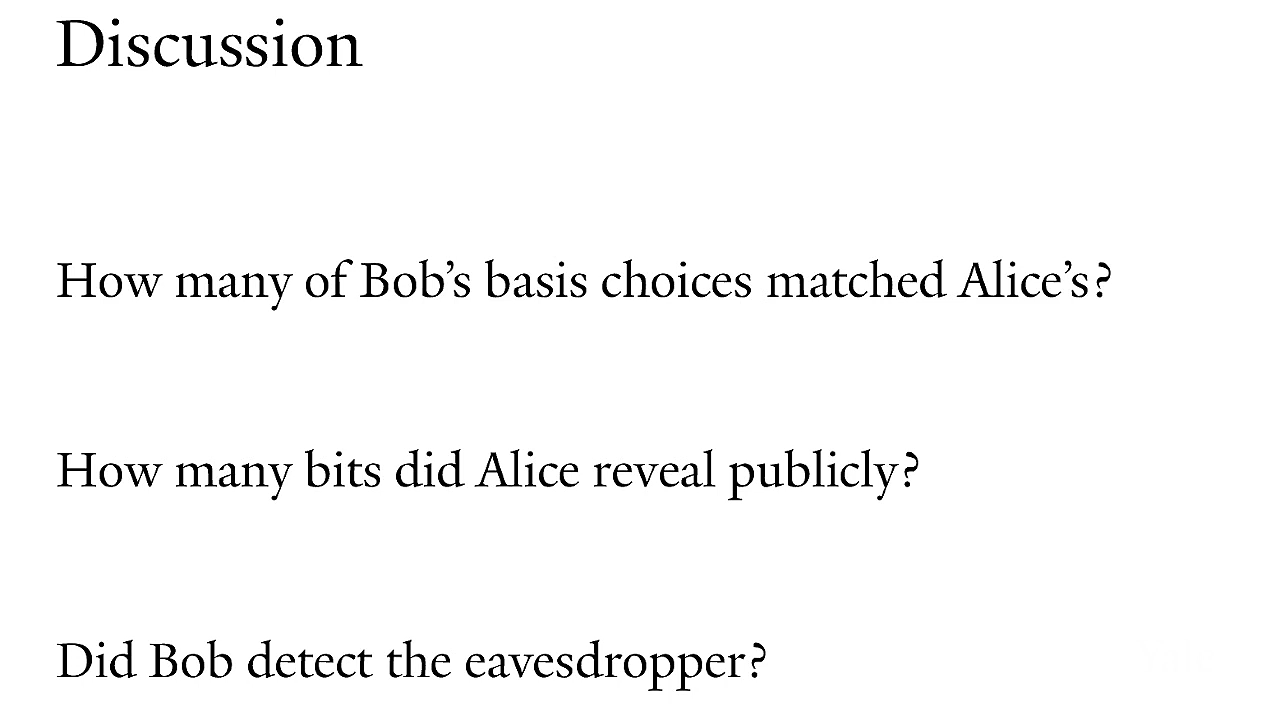 Discussion
How many of Bob’s basis choices matched Alice’s?
How many bits did Alice reveal publicly?
Did Bob detect the eavesdropper?